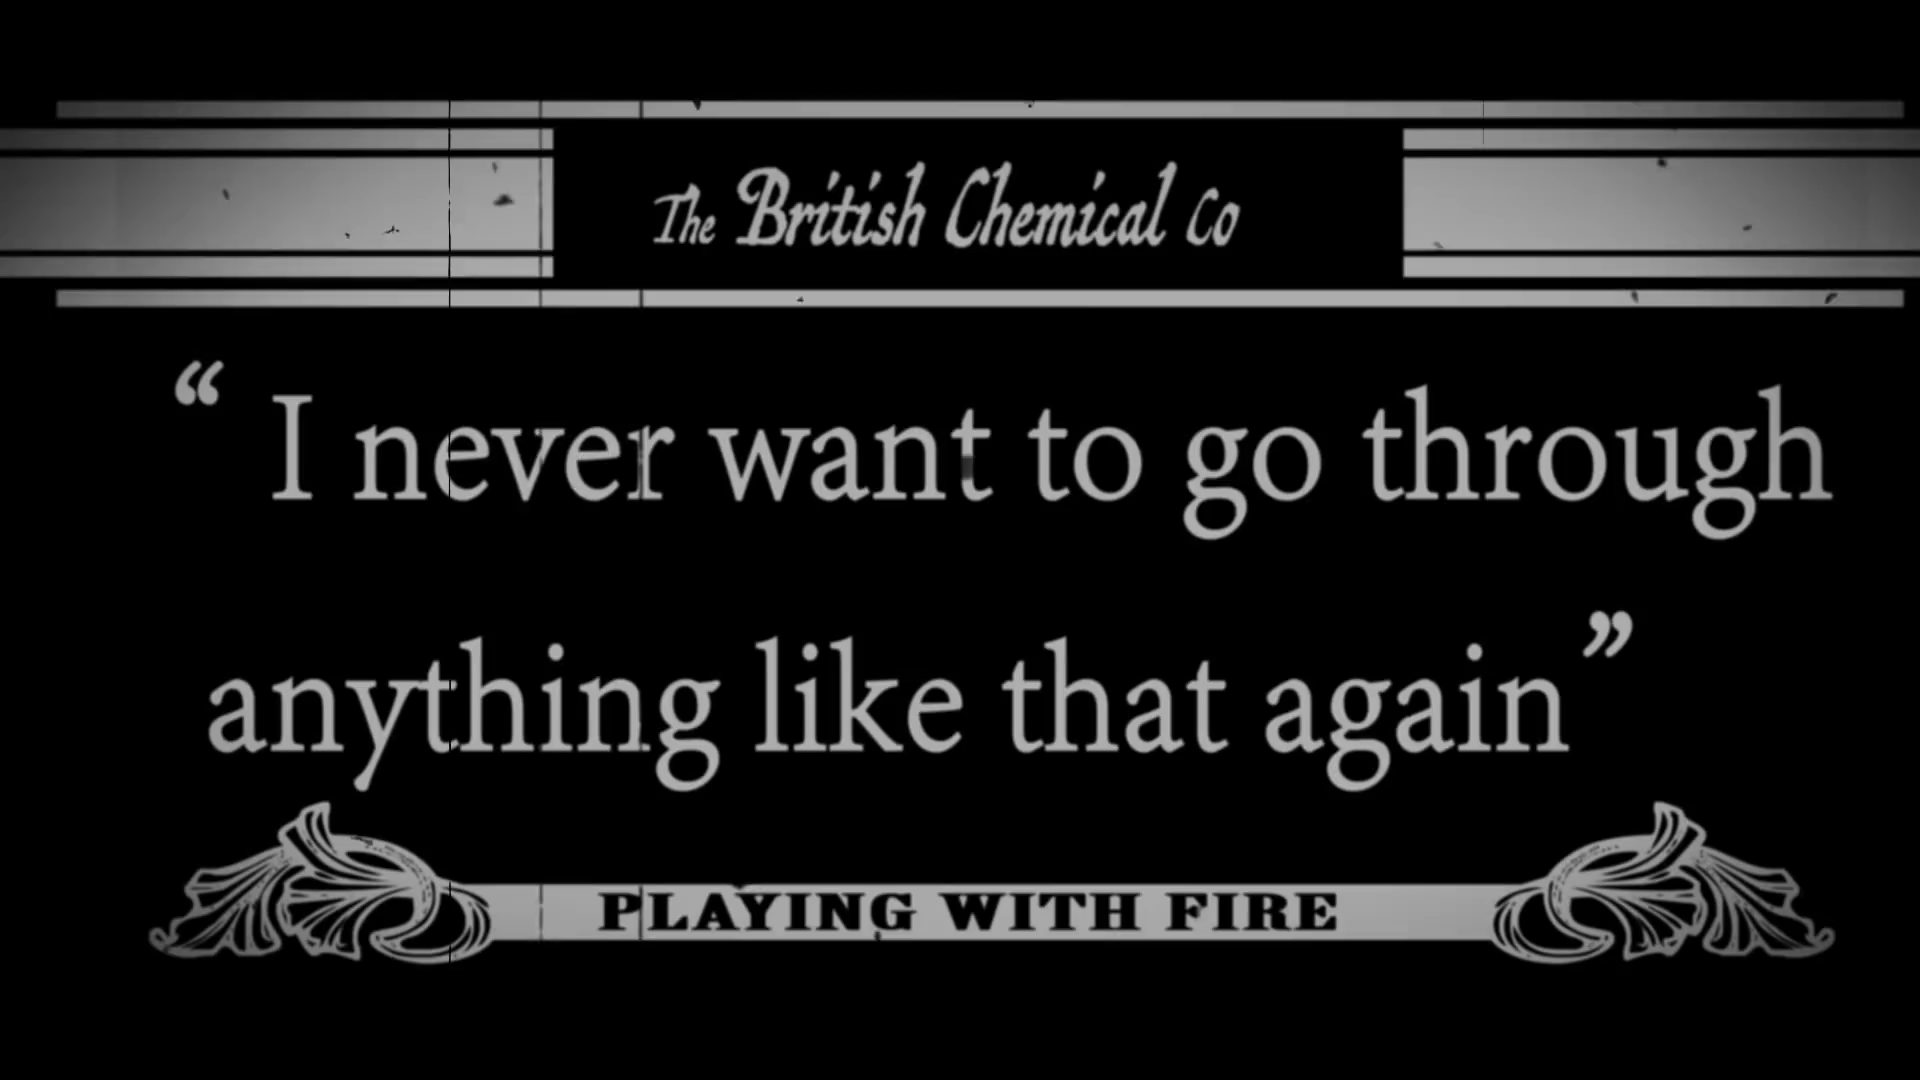 The British Chemical Co
“ I never want to go through
anything like that again”
PLAYING WITH FIRE